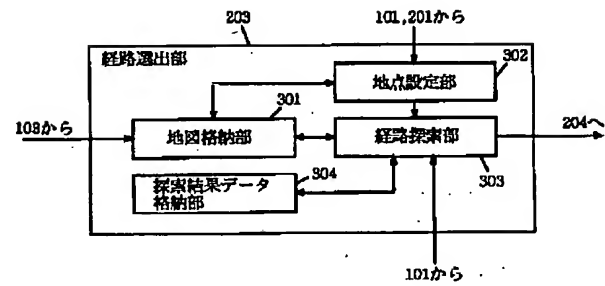 203
101,201から
経路選出部
302
地点設定部
301
103から
地図格納部
経路探索部
204へ
303
304
探索結果データ
格納部
101から